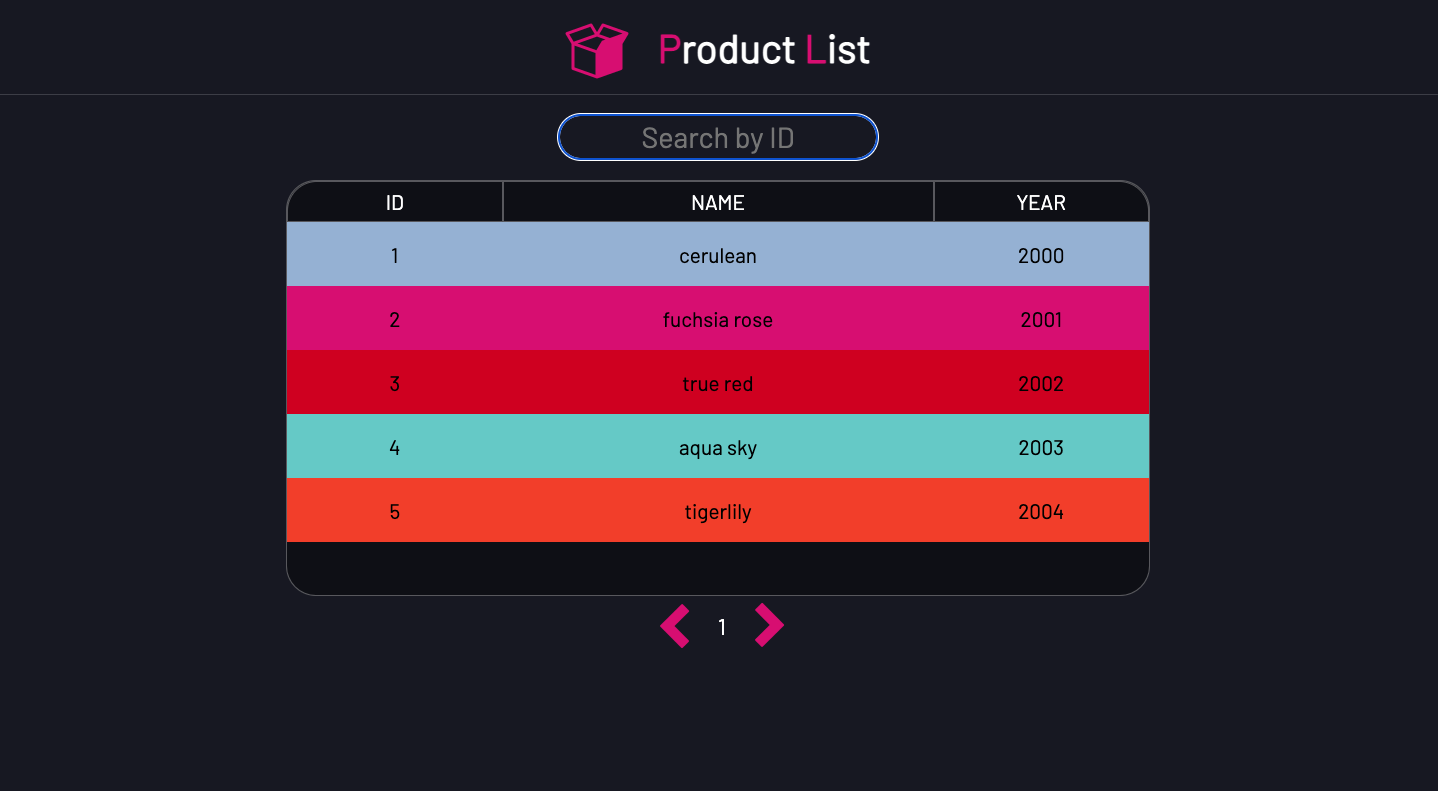 Product List
Search by ID
ID NAME YEAR
1 cerulean 2000
2 fuchsia rose 2001
3 true red 2002
4 aqua sky 2003
5 tigerlily 2004
1